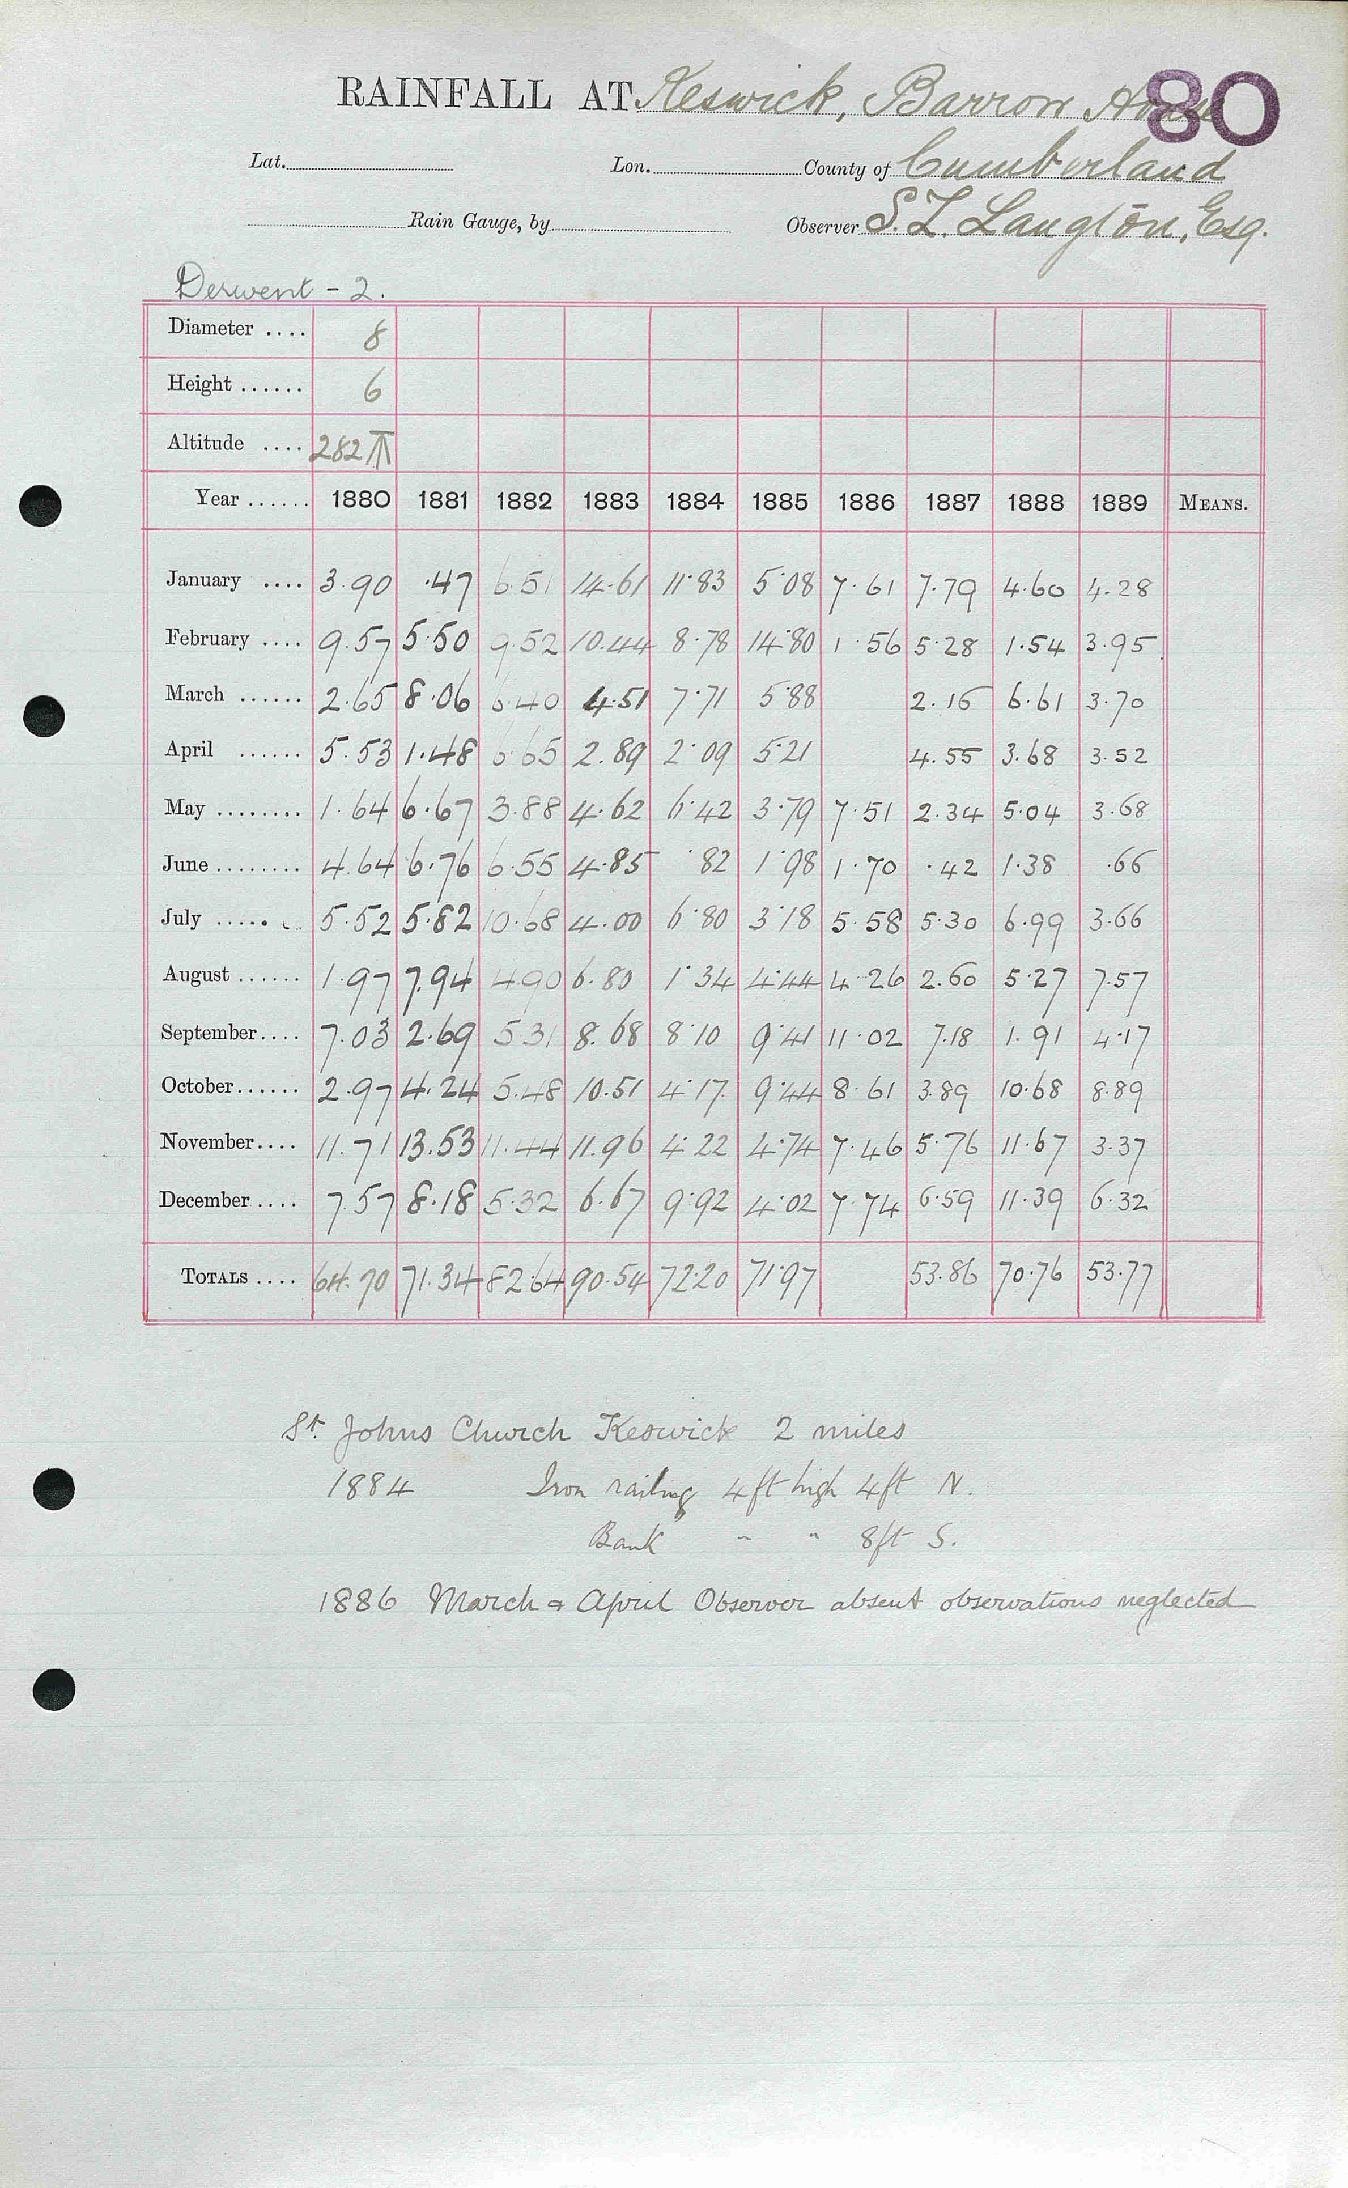 80
RAINFALL AT Keswick, Barrow House
Lat. Lon. County of Cumberland
Rain Gauge, by Observer S. Z. Langton, Esq.
Derwent - 2.
Diameter .... 8
Height ...... 6
Altitude .... 282
Year ...... 1880 1881 1882 1883 1884 1885 1886 1887 1888 1889 MEANS.
January .... 3.90 .47 6.51 14.61 11.83 5.08 7.61 7.79 4.60 4.28
February .... 9.57 5.50 9.52 10.44 8.78 14.80 1.56 5.28 1.54 3.95
March ...... 2.65 8.06 6.40 4.51 7.71 5.88 2.16 6.61 3.70
April ...... 5.53 1.48 6.65 2.89 2.09 5.21 4.55 3.68 3.52
May ........ 1.64 6.67 3.88 4.62 6.42 3.79 7.51 2.34 5.04 3.68
June ........ 4.64 6.76 6.55 4.85 .82 1.98 1.70 .42 1.38 .66
July ...... 5.52 5.82 10.68 4.00 6.80 3.18 5.58 5.30 6.99 3.66
August ...... 1.97 7.94 4.90 6.80 1.34 4.44 4.26 2.60 5.27 7.57
September .... 7.03 2.69 5.31 8.68 8.10 9.41 11.02 7.18 1.91 4.17
October ...... 2.97 4.24 5.48 10.51 4.17 9.44 8.61 3.89 10.68 8.89
November .... 11.71 13.53 11.44 11.96 4.22 4.74 7.46 5.76 11.67 3.37
December .... 7.57 8.18 5.32 6.67 9.92 4.02 7.74 6.59 11.39 6.32
TOTALS .... 64.70 71.34 82.64 90.54 72.20 71.97 53.86 70.76 53.77
St. Johns Church Keswick 2 miles
1884 Iron railing 4ft high 4ft N.
Bank " " 8ft S.
1886 March & April Observer absent observations neglected